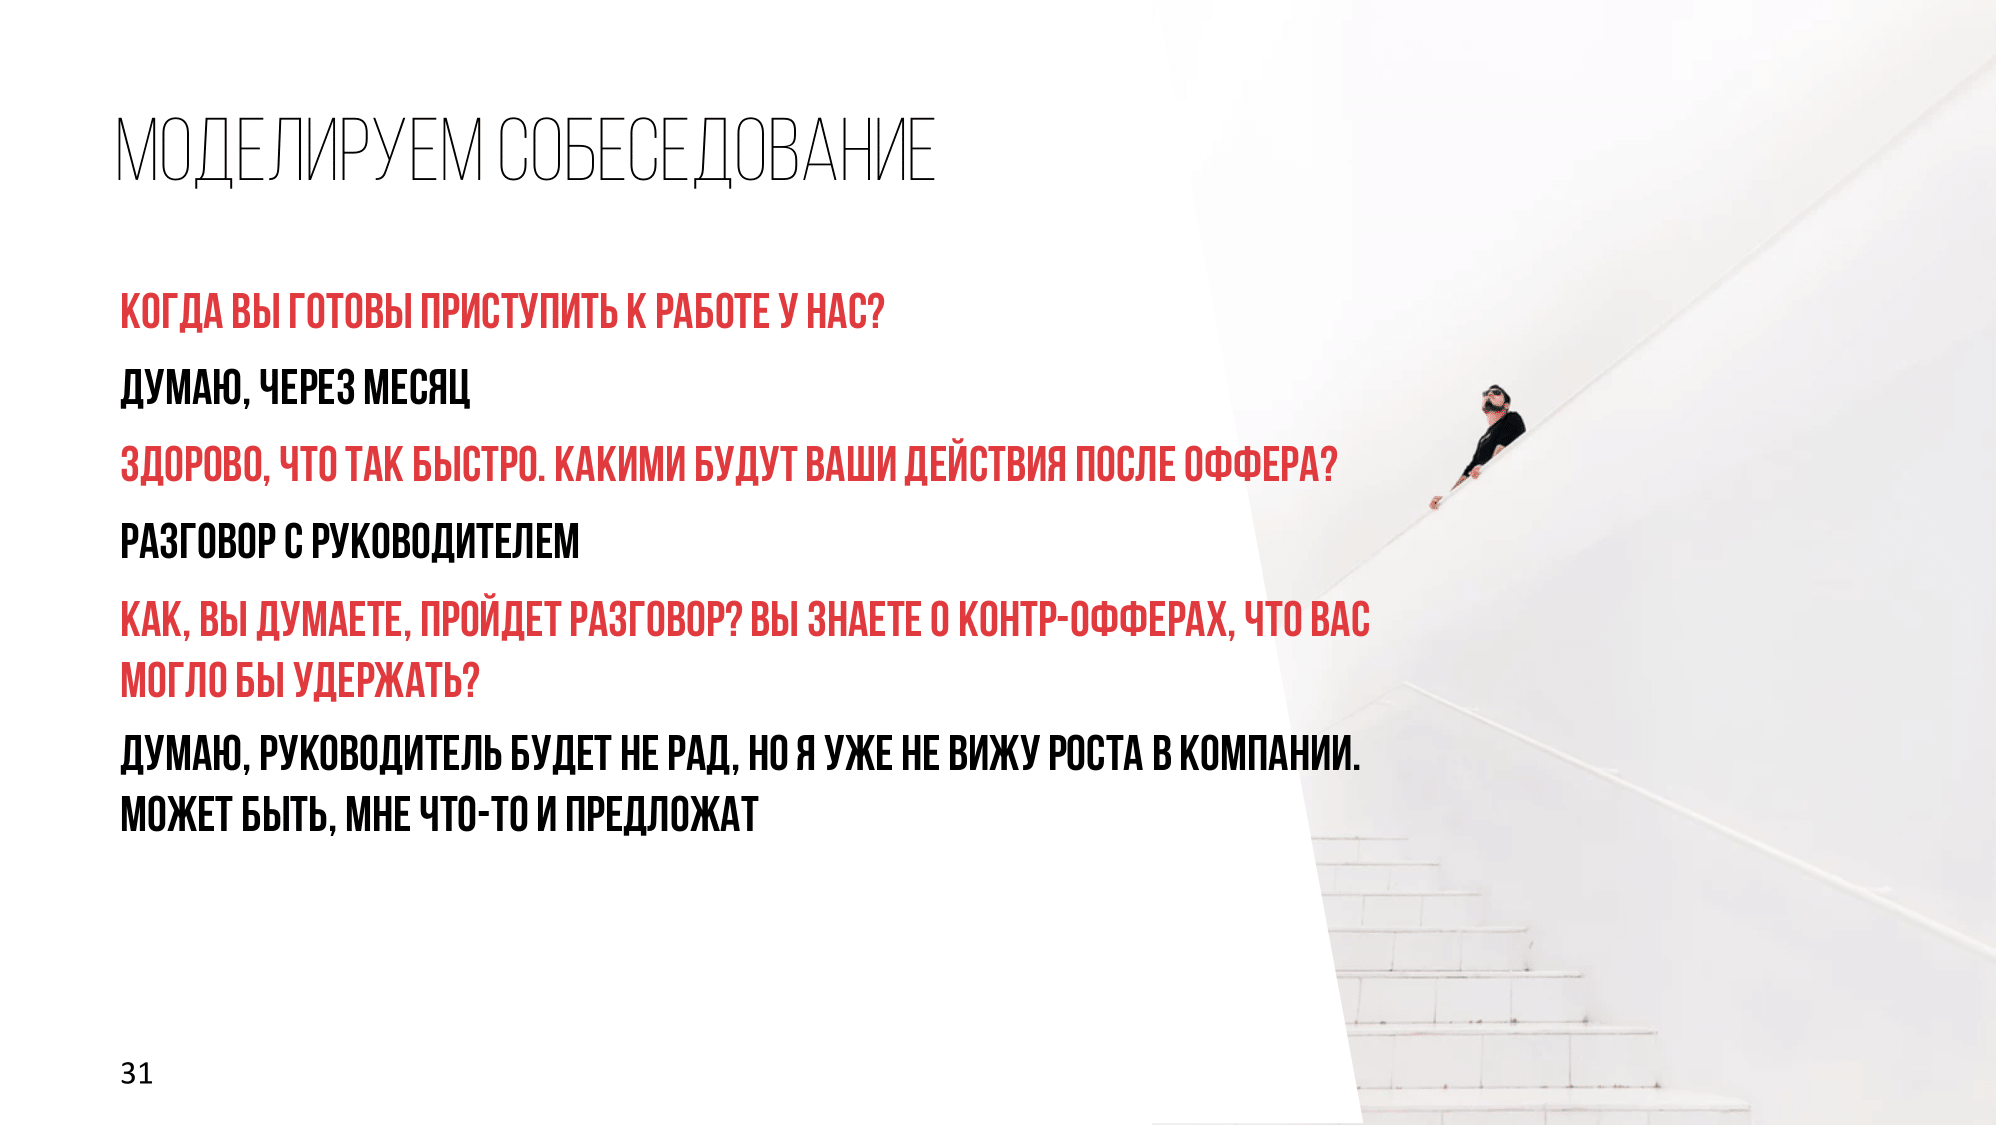 МОДЕЛИРУЕМ СОБЕСЕДОВАНИЕ
КОГДА ВЫ ГОТОВЫ ПРИСТУПИТЬ К РАБОТЕ У НАС?
ДУМАЮ, ЧЕРЕЗ МЕСЯЦ
ЗДОРОВО, ЧТО ТАК БЫСТРО. КАКИМИ БУДУТ ВАШИ ДЕЙСТВИЯ ПОСЛЕ ОФФЕРА?
РАЗГОВОР С РУКОВОДИТЕЛЕМ
КАК, ВЫ ДУМАЕТЕ, ПРОЙДЕТ РАЗГОВОР? ВЫ ЗНАЕТЕ О КОНТР-ОФФЕРАХ, ЧТО ВАС
МОГЛО БЫ УДЕРЖАТЬ?
ДУМАЮ, РУКОВОДИТЕЛЬ БУДЕТ НЕ РАД, НО Я УЖЕ НЕ ВИЖУ РОСТА В КОМПАНИИ.
МОЖЕТ БЫТЬ, МНЕ ЧТО-ТО И ПРЕДЛОЖАТ
31